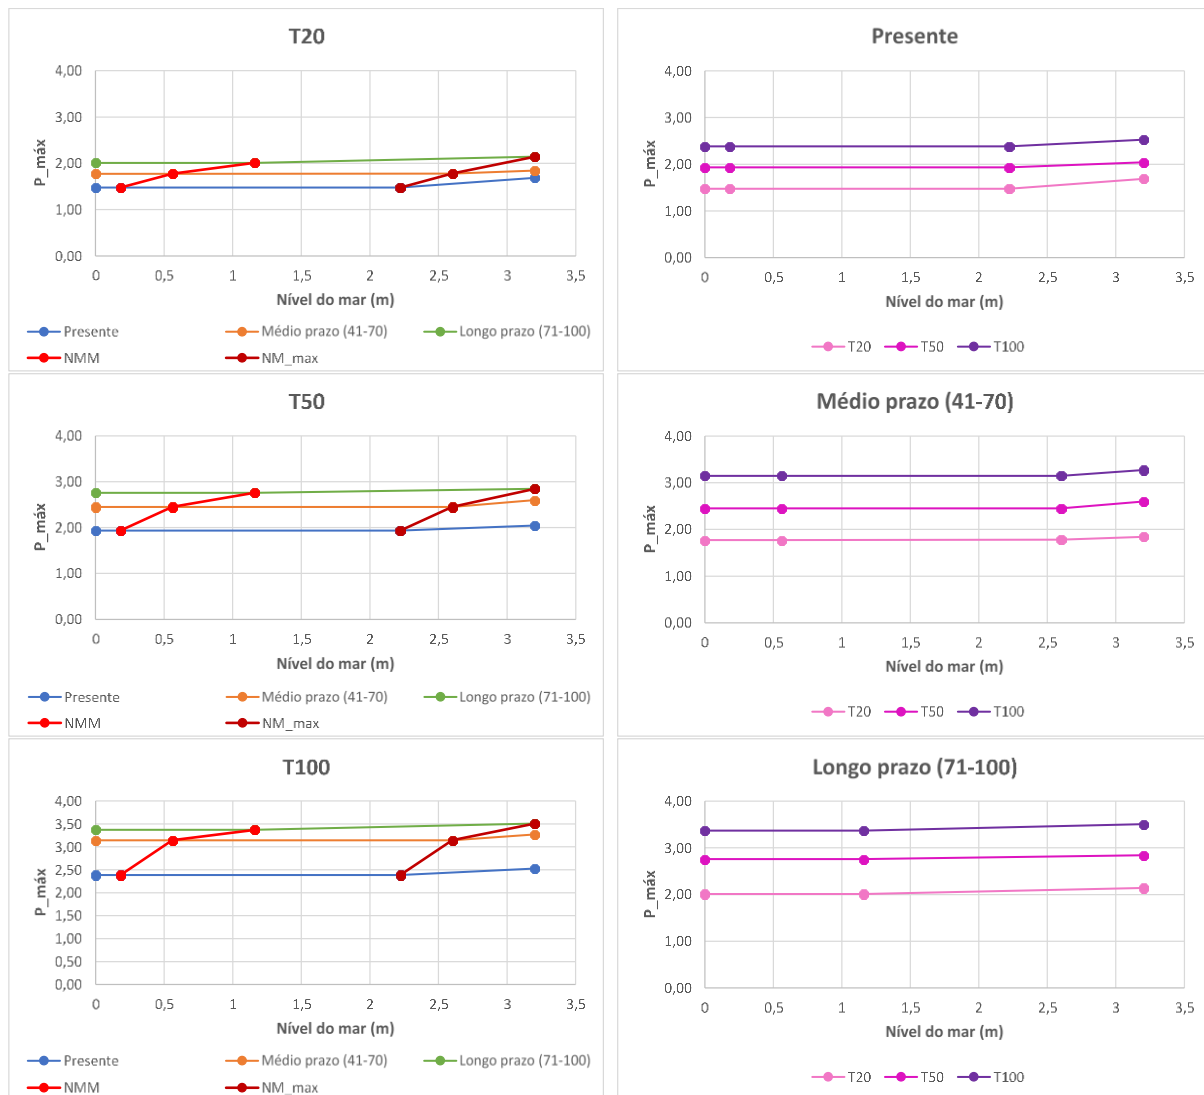 T20
4,00
3,00
2,00
1,00
0,00
P_máx
0 0,5 1 1,5 2 2,5 3 3,5
Nível do mar (m)
Presente Médio prazo (41-70) Longo prazo (71-100)
NMM NM_max
Presente
4,00
3,00
2,00
1,00
0,00
P_máx
0 0,5 1 1,5 2 2,5 3 3,5
Nível do mar (m)
T20 T50 T100
T50
4,00
3,00
2,00
1,00
0,00
P_máx
0 0,5 1 1,5 2 2,5 3 3,5
Nível do mar (m)
Presente Médio prazo (41-70) Longo prazo (71-100)
NMM NM_max
Médio prazo (41-70)
4,00
3,00
2,00
1,00
0,00
P_máx
0 0,5 1 1,5 2 2,5 3 3,5
Nível do mar (m)
T20 T50 T100
T100
4,00
3,50
3,00
2,50
2,00
1,50
1,00
0,50
0,00
P_máx
0 0,5 1 1,5 2 2,5 3 3,5
Nível do mar (m)
Presente Médio prazo (41-70) Longo prazo (71-100)
NMM NM_max
Longo prazo (71-100)
4,00
3,00
2,00
1,00
0,00
P_máx
0 0,5 1 1,5 2 2,5 3 3,5
Nível do mar (m)
T20 T50 T100